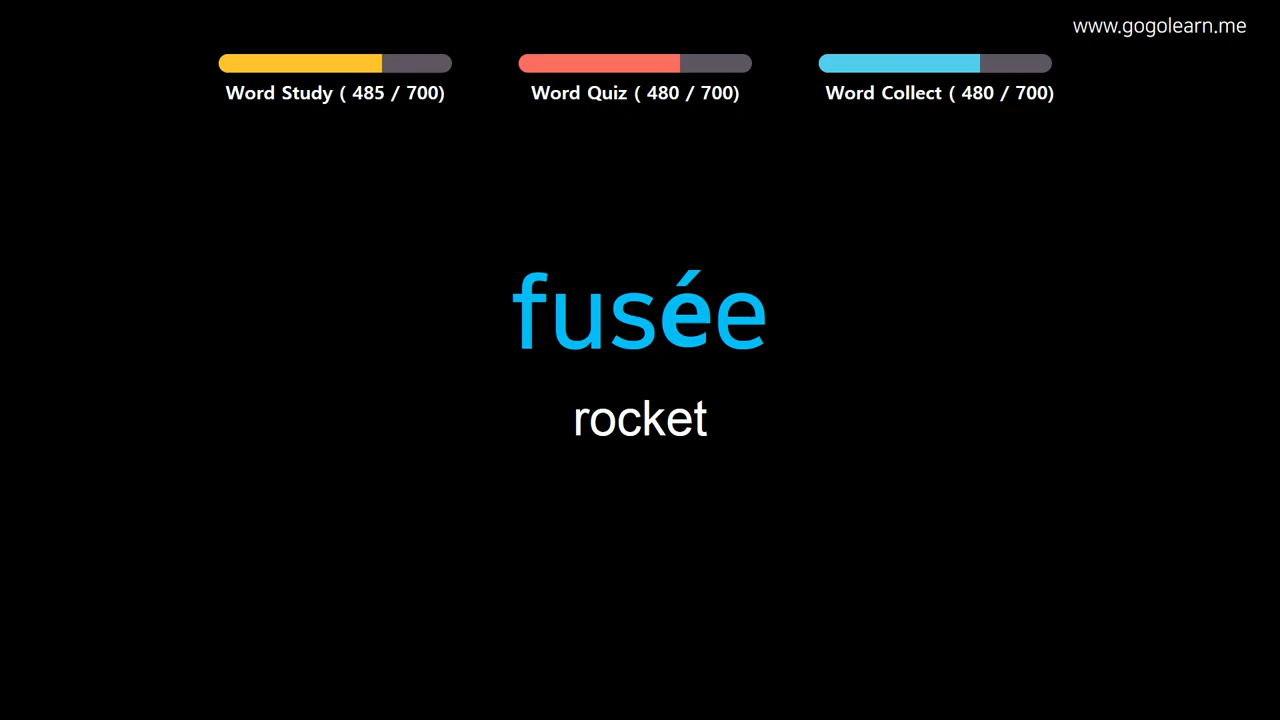 www.gogolearn.me
Word Study ( 485 / 700)
Word Quiz ( 480 / 700)
Word Collect ( 480 / 700)
fusée
rocket